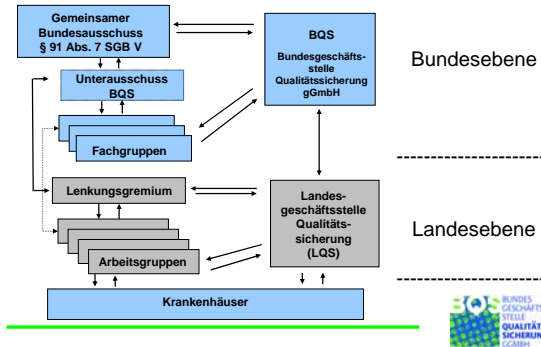 Gemeinsamer
Bundesausschuss
§ 91 Abs. 7 SGB V
BQS
Bundesgeschäfts-
stelle
Qualitätssicherung
gGmbH
Bundesebene
Unterausschuss
BQS
Fachgruppen
Lenkungsgremium
Landes-
geschäftsstelle
Qualitäts-
sicherung
(LQS)
Landesebene
Arbeitsgruppen
Krankenhäuser
BUNDES
GESCHÄFTS
STELLE
QUALITÄT
SICHERUN
GGMBH